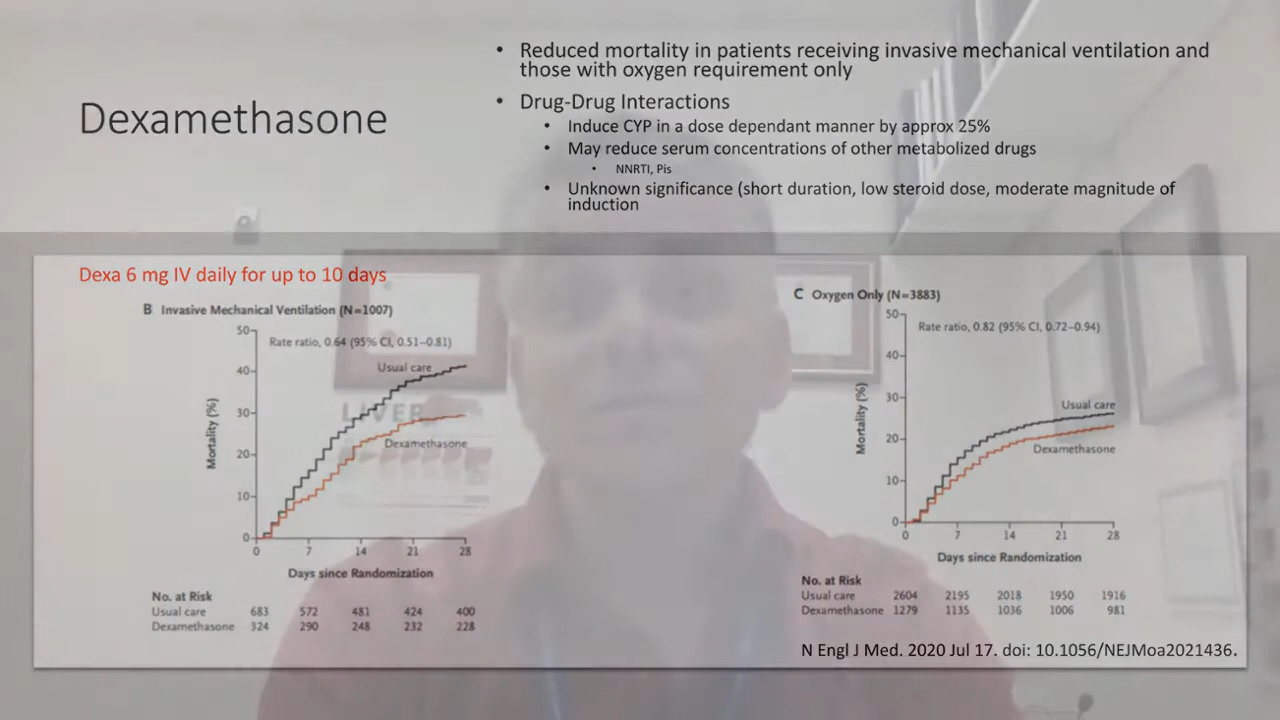 Dexamethasone
• Reduced mortality in patients receiving invasive mechanical ventilation and
those with oxygen requirement only
• Drug-Drug Interactions
• Induce CYP in a dose dependant manner by approx 25%
• May reduce serum concentrations of other metabolized drugs
• NNRTI, Pis
• Unknown significance (short duration, low steroid dose, moderate magnitude of
induction
Dexa 6 mg IV daily for up to 10 days
B Invasive Mechanical Ventilation (N=1007)
Rate ratio, 0.64 (95% CI, 0.51–0.81)
Usual care
Dexamethasone
Mortality (%)
50
40
30
20
10
0
0 7 14 21 28
Days since Randomization
No. at Risk
Usual care 683 572 481 424 400
Dexamethasone 324 290 248 232 228
LIVER
C Oxygen Only (N=3883)
Rate ratio, 0.82 (95% CI, 0.72–0.94)
Usual care
Dexamethasone
Mortality (%)
50
40
30
20
10
0
0 7 14 21 28
Days since Randomization
No. at Risk
Usual care 2604 2195 2018 1950 1916
Dexamethasone 1279 1135 1036 1006 981
N Engl J Med. 2020 Jul 17. doi: 10.1056/NEJMoa2021436.